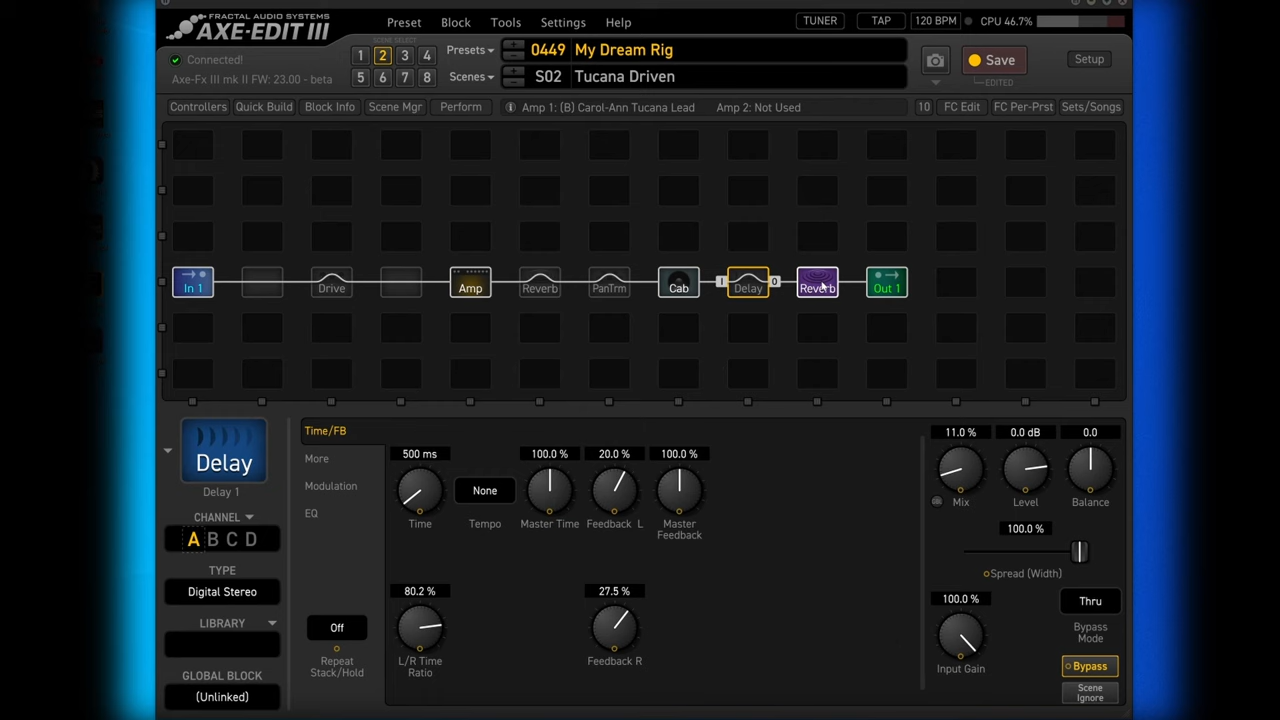 FRACTAL AUDIO SYSTEMS
AXE-EDIT III
Preset Block Tools Settings Help
TUNER TAP 120 BPM CPU 46.7%
Connected!
Axe-Fx III mk II FW: 23.00 - beta
SCENE SELECT
1 2 3 4
5 6 7 8
Presets 0449 My Dream Rig
Scenes S02 Tucana Driven
Save
EDITED
Setup
Controllers Quick Build Block Info Scene Mgr Perform Amp 1: (B) Carol-Ann Tucana Lead Amp 2: Not Used 10 FC Edit FC Per-Prst Sets/Songs
In 1 Drive Amp Reverb PanTrm Cab I Delay O Reverb Out 1
Delay
Delay 1
CHANNEL
A B C D
TYPE
Digital Stereo
LIBRARY
GLOBAL BLOCK
(Unlinked)
Time/FB
More
Modulation
EQ
Off
Repeat
Stack/Hold
500 ms 100.0 % 20.0 % 100.0 %
None
Time Tempo Master Time Feedback L Master
Feedback
80.2 % 27.5 %
L/R Time
Ratio
Feedback R
11.0 % 0.0 dB 0.0
Mix Level Balance
100.0 %
Spread (Width)
100.0 %
Input Gain
Thru
Bypass
Mode
Bypass
Scene
Ignore